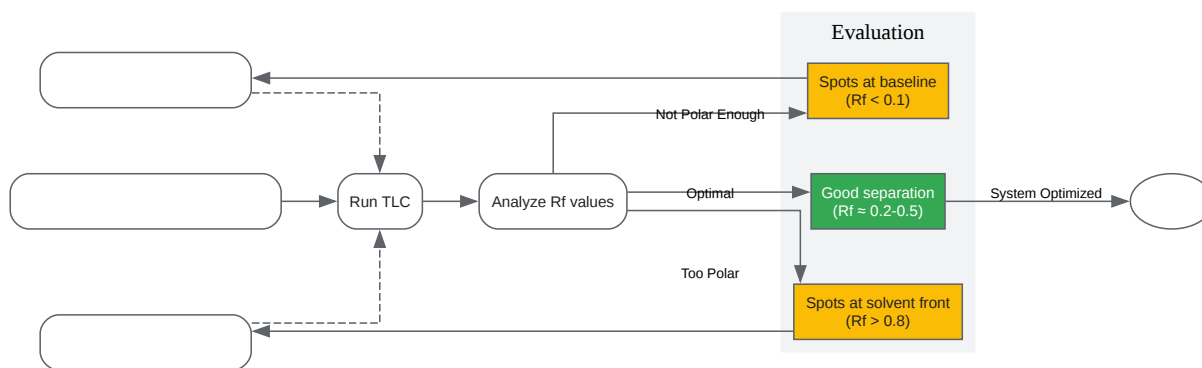 Evaluation
Spots at baseline
(Rf < 0.1)
Not Polar Enough
Run TLC
Analyze Rf values
Optimal
Good separation
(Rf ≈ 0.2-0.5)
System Optimized
Too Polar
Spots at solvent front
(Rf > 0.8)